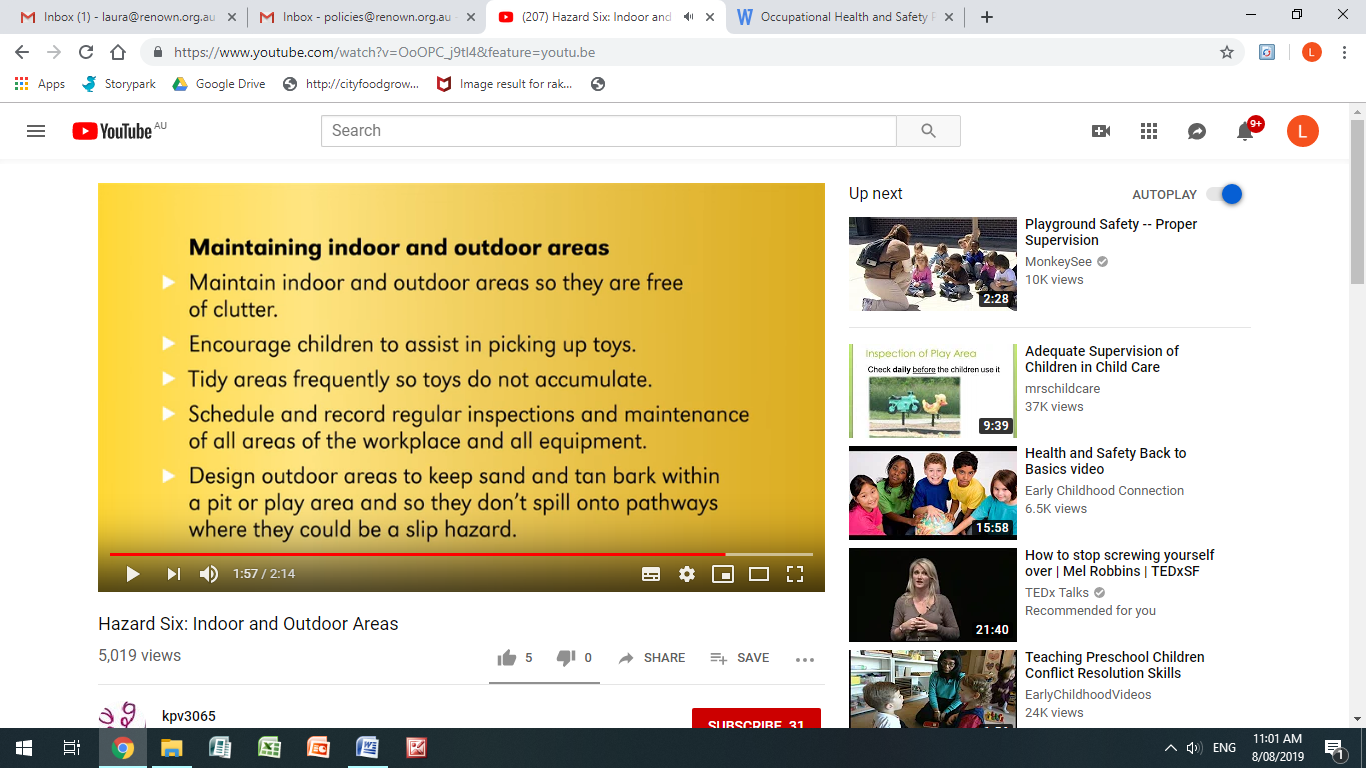 Inbox (1) - laura@renown.org.au
Inbox - policies@renown.org.au
(207) Hazard Six: Indoor and
Occupational Health and Safety
https://www.youtube.com/watch?v=OoOPC_j9tI4&feature=youtu.be
L
Apps
Storypark
Google Drive
http://cityfoodgrow...
Image result for rak...
YouTube AU
Search
9+
L
Maintaining indoor and outdoor areas
Maintain indoor and outdoor areas so they are free
of clutter.
Encourage children to assist in picking up toys.
Tidy areas frequently so toys do not accumulate.
Schedule and record regular inspections and maintenance
of all areas of the workplace and all equipment.
Design outdoor areas to keep sand and tan bark within
a pit or play area and so they don't spill onto pathways
where they could be a slip hazard.
1:57 / 2:14
Hazard Six: Indoor and Outdoor Areas
5,019 views
5
0
SHARE
SAVE
kpv3065
SUBSCRIBE 31
Up next
AUTOPLAY
Playground Safety -- Proper
Supervision
MonkeySee
10K views
2:28
Inspection of Play Area
Check daily before the children use it
9:39
Adequate Supervision of
Children in Child Care
mrschildcare
37K views
15:58
Health and Safety Back to
Basics video
Early Childhood Connection
6.5K views
21:40
How to stop screwing yourself
over | Mel Robbins | TEDxSF
TEDx Talks
Recommended for you
Teaching Preschool Children
Conflict Resolution Skills
EarlyChildhoodVideos
24K views
ENG
11:01 AM
8/08/2019
1